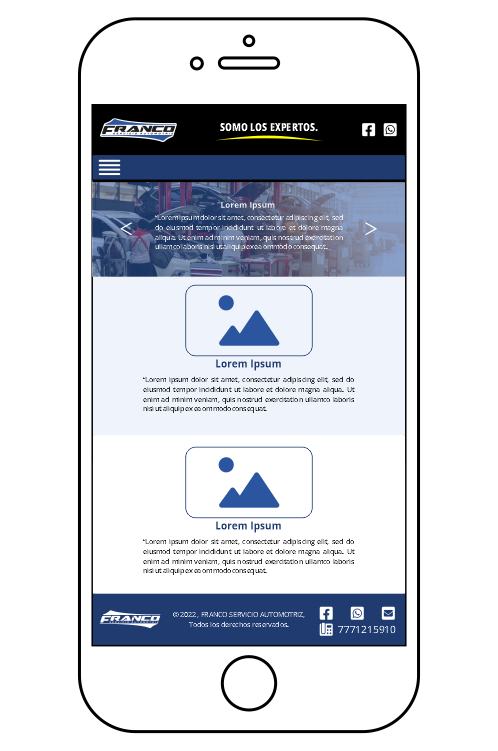 FRANCO
SERVICIO AUTOMOTRIZ
SOMO LOS EXPERTOS.
<
Lorem Ipsum
"Lorem ipsum dolor sit amet, consectetur adipiscing elit, sed
do eiusmod tempor incididunt ut labore et dolore magna
aliqua. Ut enim ad minim veniam, quis nostrud exercitation
ullamco laboris nisi ut aliquip ex ea ommodo consequat.
>
Lorem Ipsum
"Lorem ipsum dolor sit amet, consectetur adipiscing elit, sed do
eiusmod tempor incididunt ut labore et dolore magna aliqua. Ut
enim ad minim veniam, quis nostrud exercitation ullamco laboris
nisi ut aliquip ex ea ommodo consequat.
Lorem Ipsum
"Lorem ipsum dolor sit amet, consectetur adipiscing elit, sed do
eiusmod tempor incididunt ut labore et dolore magna aliqua. Ut
enim ad minim veniam, quis nostrud exercitation ullamco laboris
nisi ut aliquip ex ea ommodo consequat.
FRANCO
©2022, FRANCO SERVICIO AUTOMOTRIZ,
Todos los derechos reservados.
7771215910